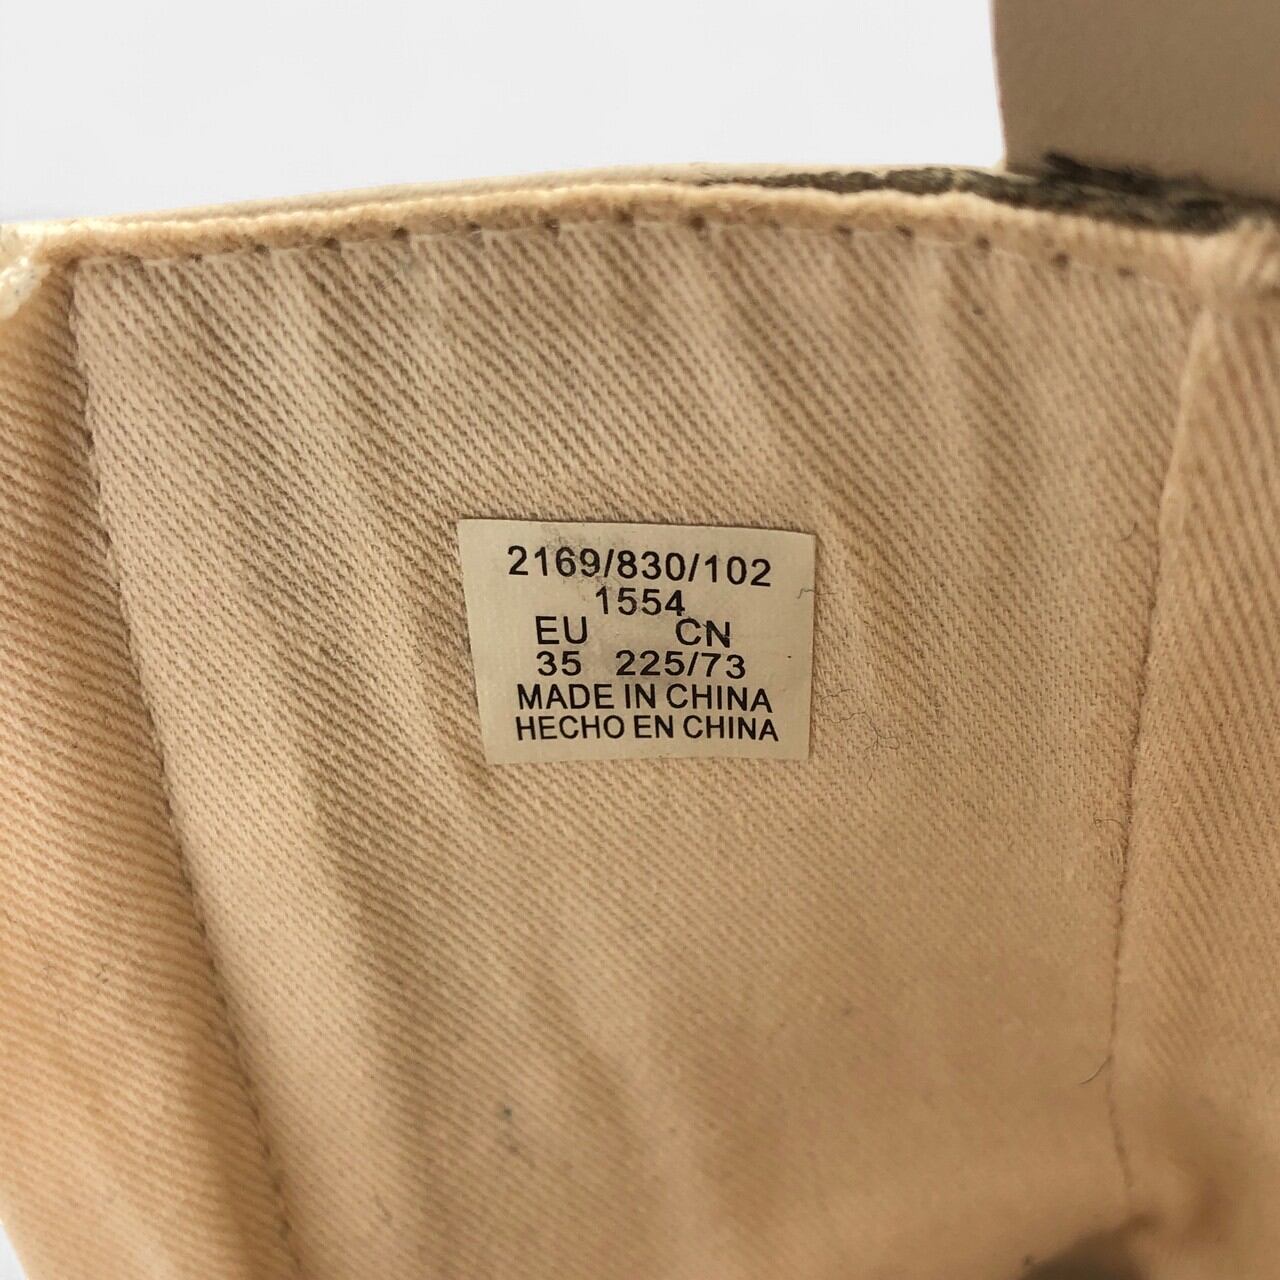 2169/830/102
1554
EU CN
35 225/73
MADE IN CHINA
HECHO EN CHINA